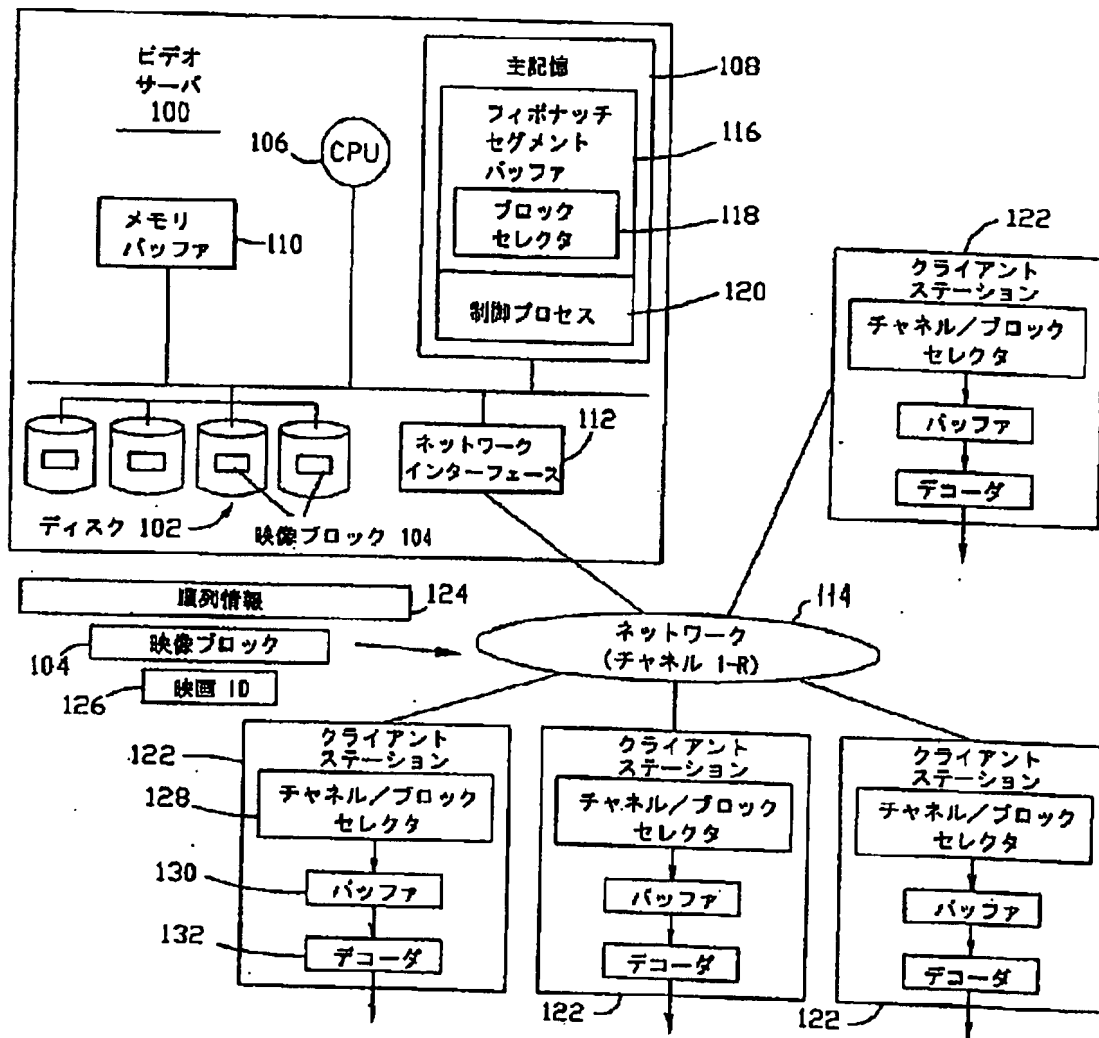 ビデオ
サーバ
100
106
CPU
メモリ
バッファ
110
主記憶
108
フィボナッチ
セグメント
バッファ
116
ブロック
セレクタ
118
制御プロセス
120
ディスク 102
映像ブロック 104
ネットワーク
インターフェース
112
122
クライアント
ステーション
チャネル/ブロック
セレクタ
バッファ
デコーダ
順列情報
124
映像ブロック
104
映画 ID
126
ネットワーク
(チャネル 1-R)
114
122
クライアント
ステーション
128
チャネル/ブロック
セレクタ
130
バッファ
132
デコーダ
クライアント
ステーション
チャネル/ブロック
セレクタ
バッファ
デコーダ
122
クライアント
ステーション
チャネル/ブロック
セレクタ
バッファ
デコーダ
122